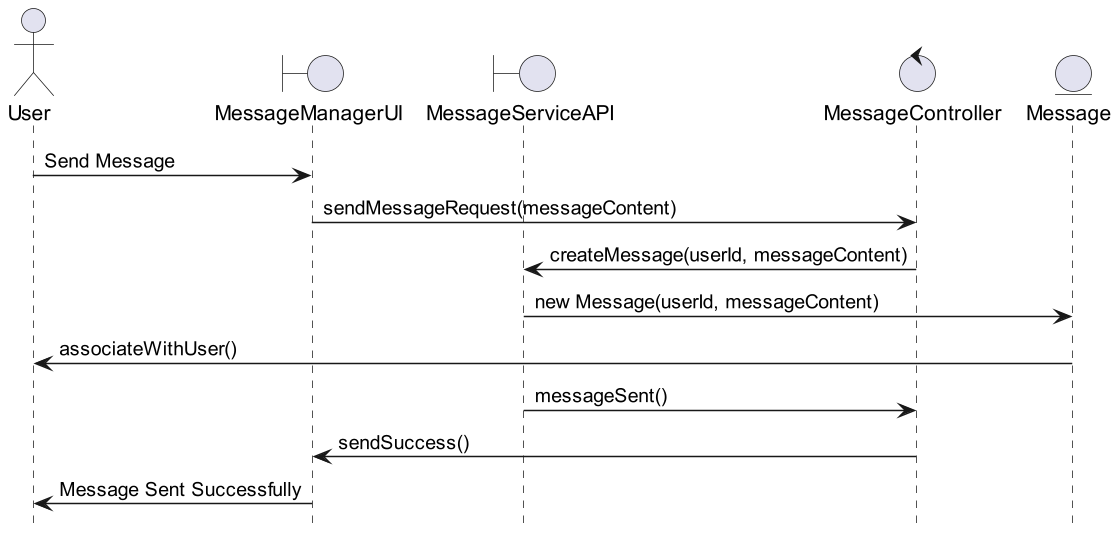 User
MessageManagerUI
MessageServiceAPI
MessageController
Message
Send Message
sendMessageRequest(messageContent)
createMessage(userId, messageContent)
new Message(userId, messageContent)
associateWithUser()
messageSent()
sendSuccess()
Message Sent Successfully